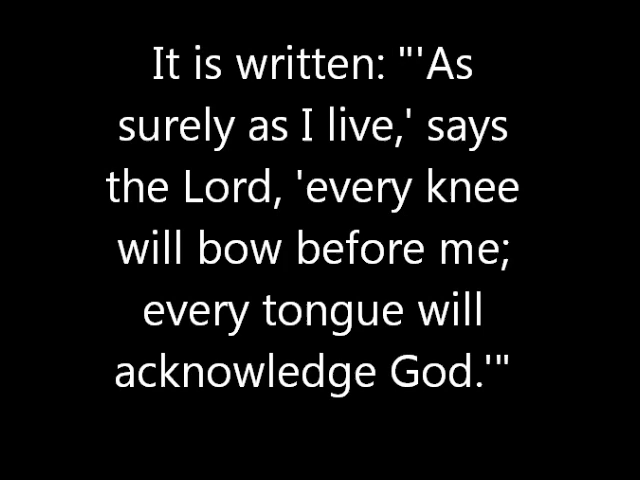 It is written: "'As
surely as I live,' says
the Lord, 'every knee
will bow before me;
every tongue will
acknowledge God.'"